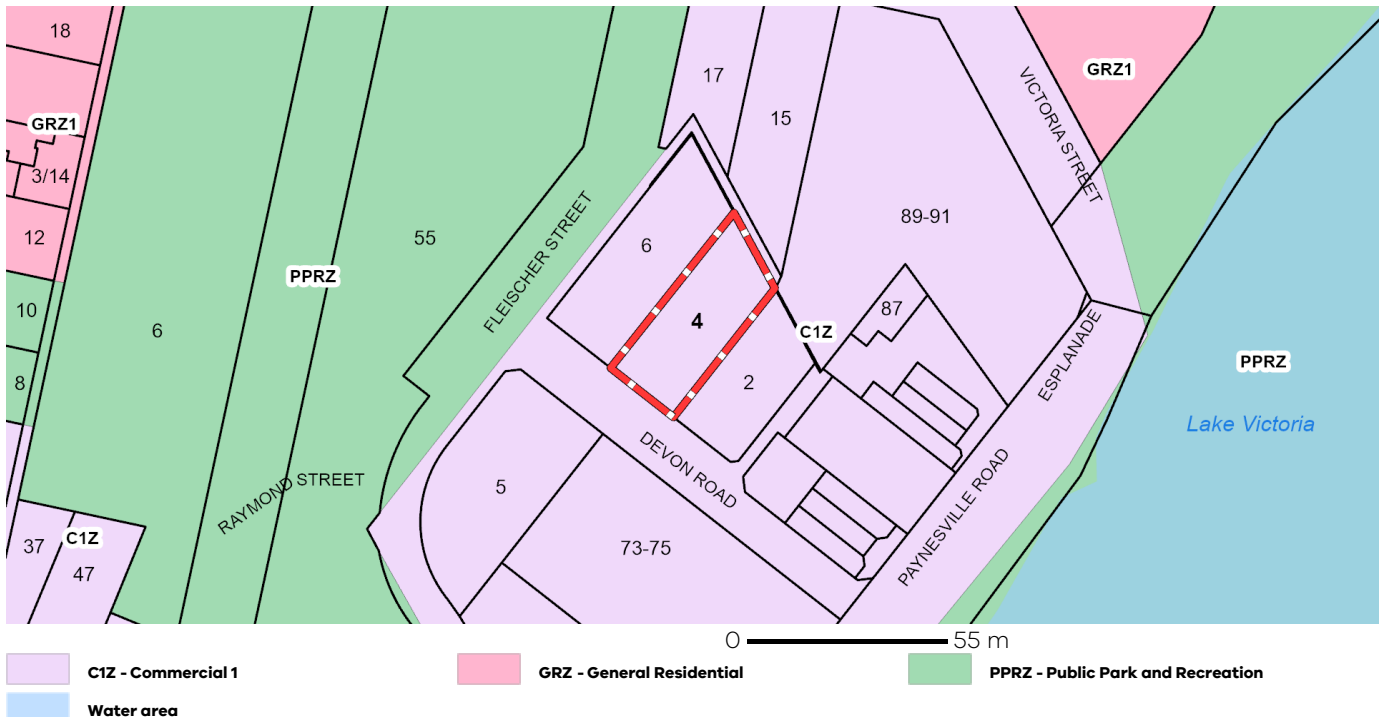 18
17
GRZ1
VICTORIA STREET
15
GRZ1
3/14
12
55
FLEISCHER STREET
6
89-91
PPRZ
10
6
4
87
C1Z
ESPLANADE
PPRZ
8
2
Lake Victoria
DEVON ROAD
RAYMOND STREET
5
PAYNESVILLE ROAD
37
C1Z
47
73-75
0 55 m
C1Z - Commercial 1
GRZ - General Residential
PPRZ - Public Park and Recreation
Water area